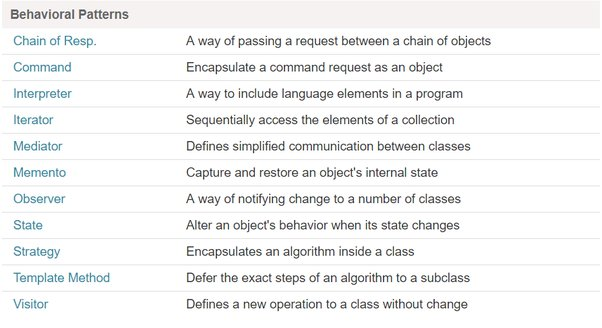 Behavioral Patterns
Chain of Resp. A way of passing a request between a chain of objects
Command Encapsulate a command request as an object
Interpreter A way to include language elements in a program
Iterator Sequentially access the elements of a collection
Mediator Defines simplified communication between classes
Memento Capture and restore an object's internal state
Observer A way of notifying change to a number of classes
State Alter an object's behavior when its state changes
Strategy Encapsulates an algorithm inside a class
Template Method Defer the exact steps of an algorithm to a subclass
Visitor Defines a new operation to a class without change